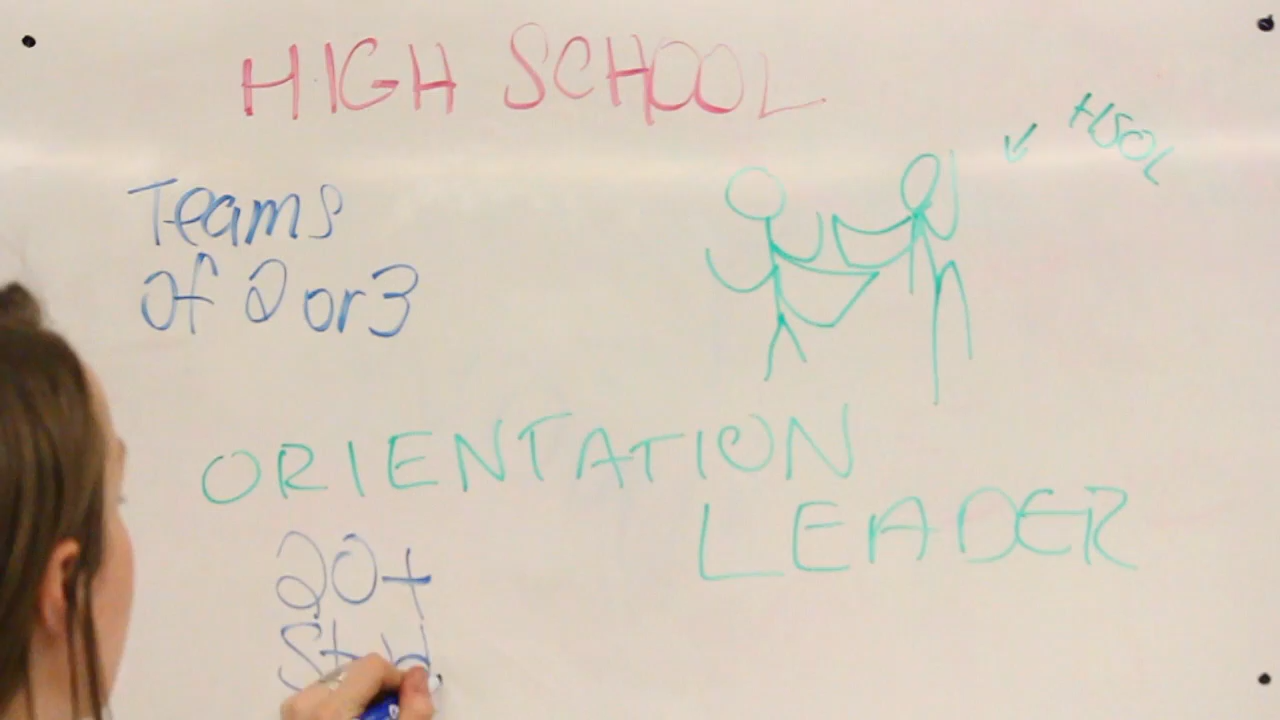 HIGH SCHOOL
HSOL
Teams
of 2 or 3
ORIENTATION
LEADER
20+